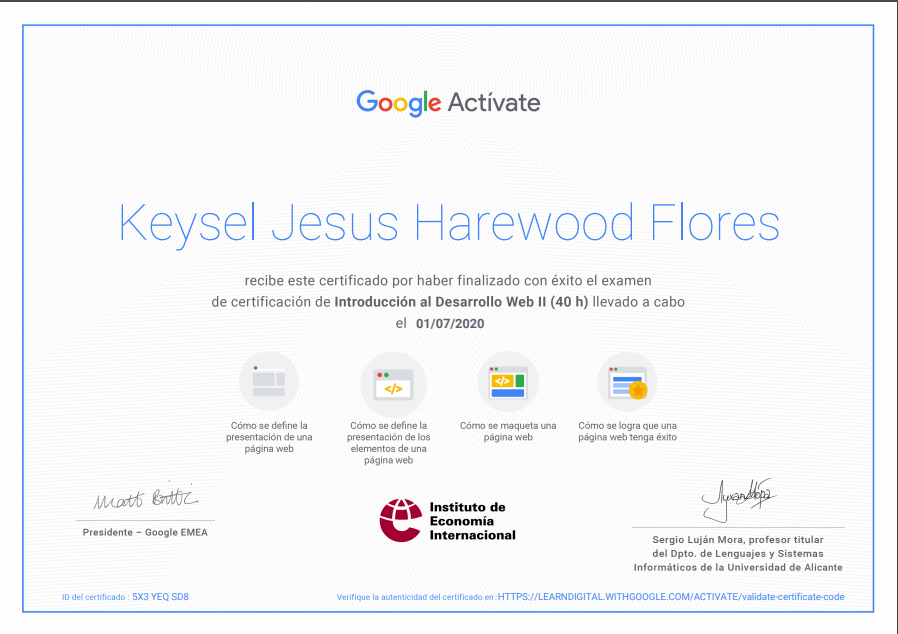 Google Actívate
Keysel Jesus Harewood Flores
recibe este certificado por haber finalizado con éxito el examen
de certificación de Introducción al Desarrollo Web II (40 h) llevado a cabo
el 01/07/2020
</>
</>
Cómo se define la
presentación de una
página web
Cómo se define la
presentación de los
elementos de una
página web
Cómo se maqueta una
página web
Cómo se logra que una
página web tenga éxito
Matt Brittin
Presidente – Google EMEA
Instituto de
Economía
Internacional
Sergio Luján Mora, profesor titular
del Dpto. de Lenguajes y Sistemas
Informáticos de la Universidad de Alicante
ID del certificado : 5X3 YEQ SD8
Verifique la autenticidad del certificado en :HTTPS://LEARNDIGITAL.WITHGOOGLE.COM/ACTIVATE/validate-certificate-code